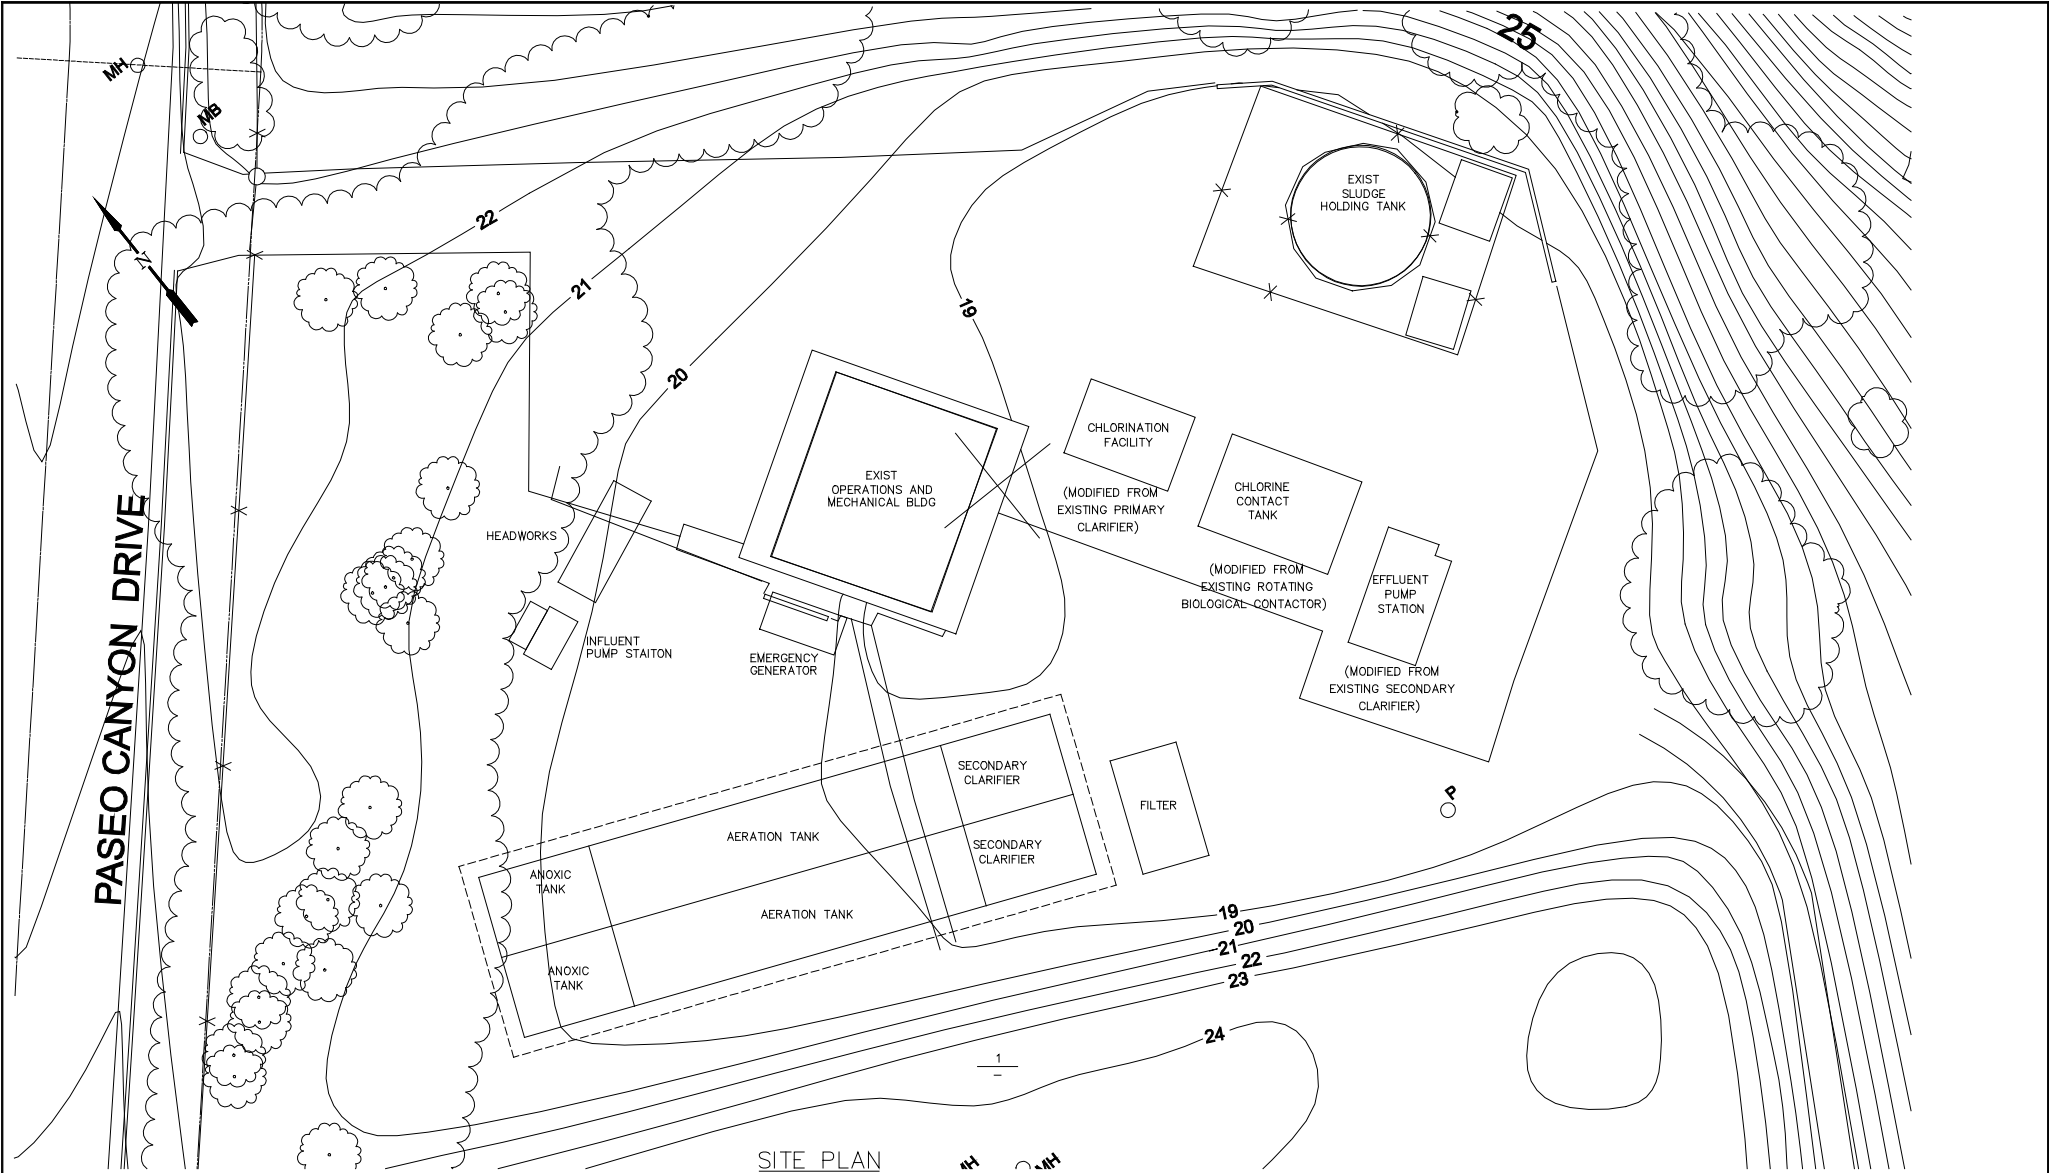 25
MH
MB
N
22
21
20
19
EXIST
SLUDGE
HOLDING TANK
PASEO CANYON DRIVE
EXIST
OPERATIONS AND
MECHANICAL BLDG
CHLORINATION
FACILITY
(MODIFIED FROM
EXISTING PRIMARY
CLARIFIER)
CHLORINE
CONTACT
TANK
(MODIFIED FROM
EXISTING ROTATING
BIOLOGICAL CONTACTOR)
EFFLUENT
PUMP
STATION
(MODIFIED FROM
EXISTING SECONDARY
CLARIFIER)
HEADWORKS
INFLUENT
PUMP STAITON
EMERGENCY
GENERATOR
SECONDARY
CLARIFIER
SECONDARY
CLARIFIER
FILTER
P
AERATION TANK
AERATION TANK
ANOXIC
TANK
ANOXIC
TANK
19
20
21
22
23
24
1
–
SITE PLAN
MH
MH